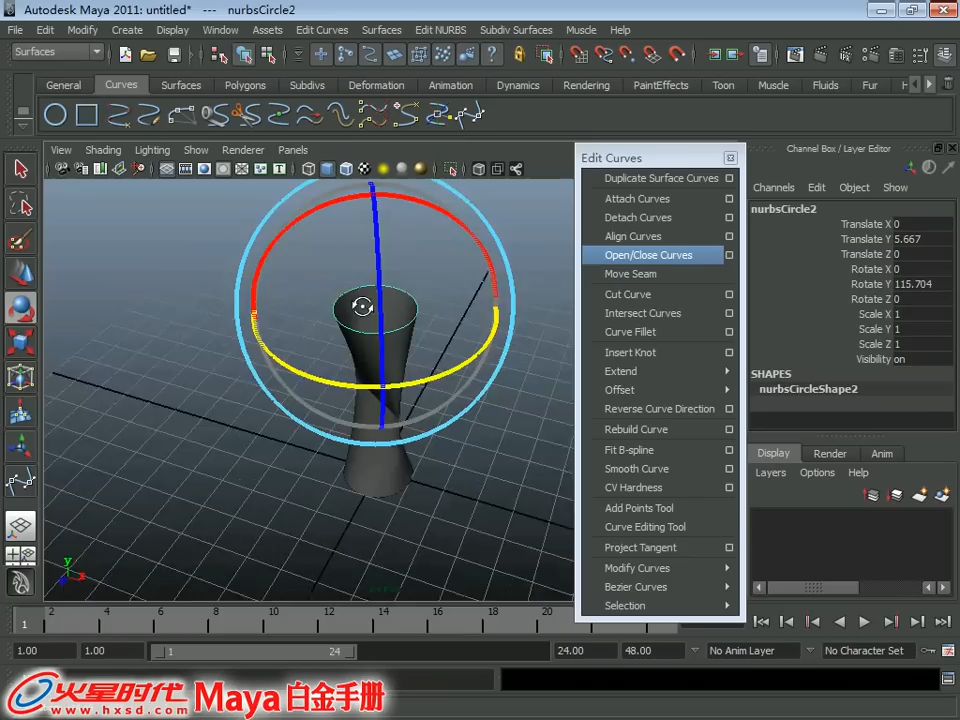 Autodesk Maya 2011: untitled* --- nurbsCircle2
File Edit Modify Create Display Window Assets Edit Curves Surfaces Edit NURBS Subdiv Surfaces Muscle Help
Surfaces
General Curves Surfaces Polygons Subdivs Deformation Animation Dynamics Rendering PaintEffects Toon Muscle Fluids Fur
View Shading Lighting Show Renderer Panels
Edit Curves
Duplicate Surface Curves
Attach Curves
Detach Curves
Align Curves
Open/Close Curves
Move Seam
Cut Curve
Intersect Curves
Curve Fillet
Insert Knot
Extend
Offset
Reverse Curve Direction
Rebuild Curve
Fit B-spline
Smooth Curve
CV Hardness
Add Points Tool
Curve Editing Tool
Project Tangent
Modify Curves
Bezier Curves
Selection
Channel Box / Layer Editor
Channels Edit Object Show
nurbsCircle2
Translate X 0
Translate Y 5.667
Translate Z 0
Rotate X 0
Rotate Y 115.704
Rotate Z 0
Scale X 1
Scale Y 1
Scale Z 1
Visibility on
SHAPES
nurbsCircleShape2
Display Render Anim
Layers Options Help
y
x
z
2 4 6 8 10 12 14 16 18 20
1
1.00 1.00 1 24 24.00 48.00 No Anim Layer No Character Set
火星时代 Maya 白金手册
www.hxsd.com